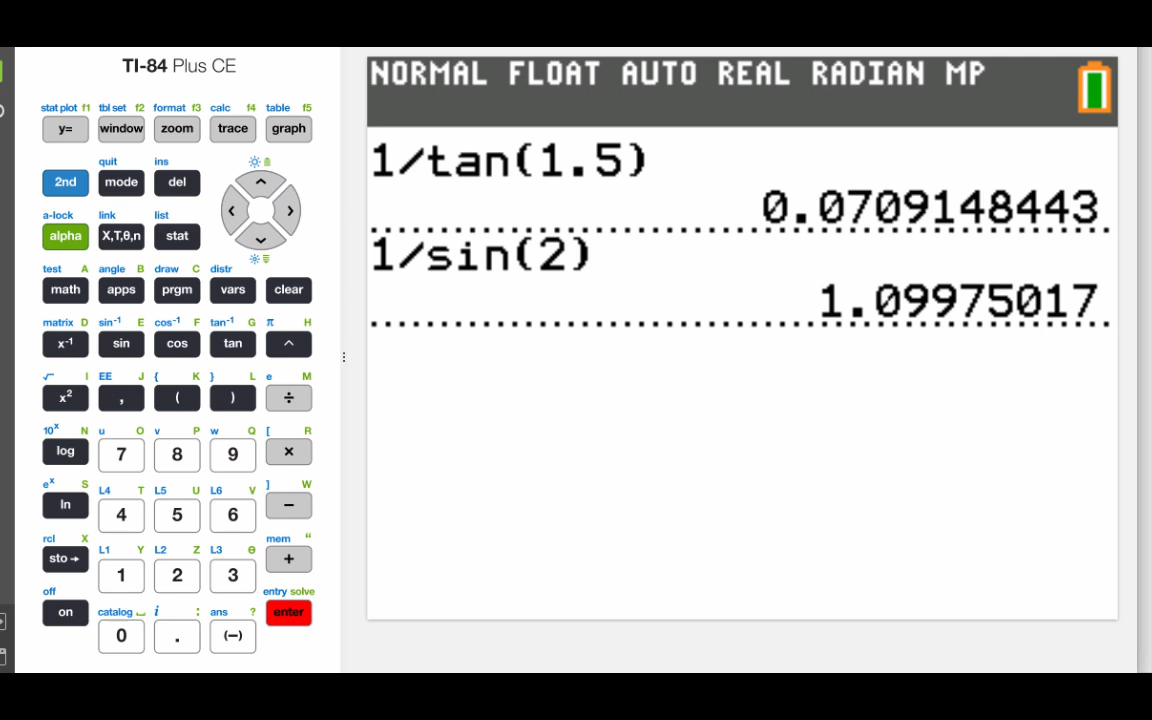 TI-84 Plus CE
stat plot f1 tbl set f2 format f3 calc f4 table f5
y= window zoom trace graph
quit ins
2nd mode del
a-lock link list
alpha X,T,θ,n stat
test A angle B draw C distr
math apps prgm vars clear
matrix D sin⁻¹ E cos⁻¹ F tan⁻¹ G π H
x⁻¹ sin cos tan ^
√ I EE J { K } L e M
x² , ( ) ÷
10ˣ N u O v P w Q [ R
log 7 8 9 ×
eˣ S L4 T L5 U L6 V ] W
ln 4 5 6 −
rcl X L1 Y L2 Z L3 θ mem "
sto→ 1 2 3 +
off catalog ⎵ i : ans ? entry solve
on 0 . (−) enter
NORMAL FLOAT AUTO REAL RADIAN MP
1/tan(1.5)
0.0709148443
1/sin(2)
1.09975017